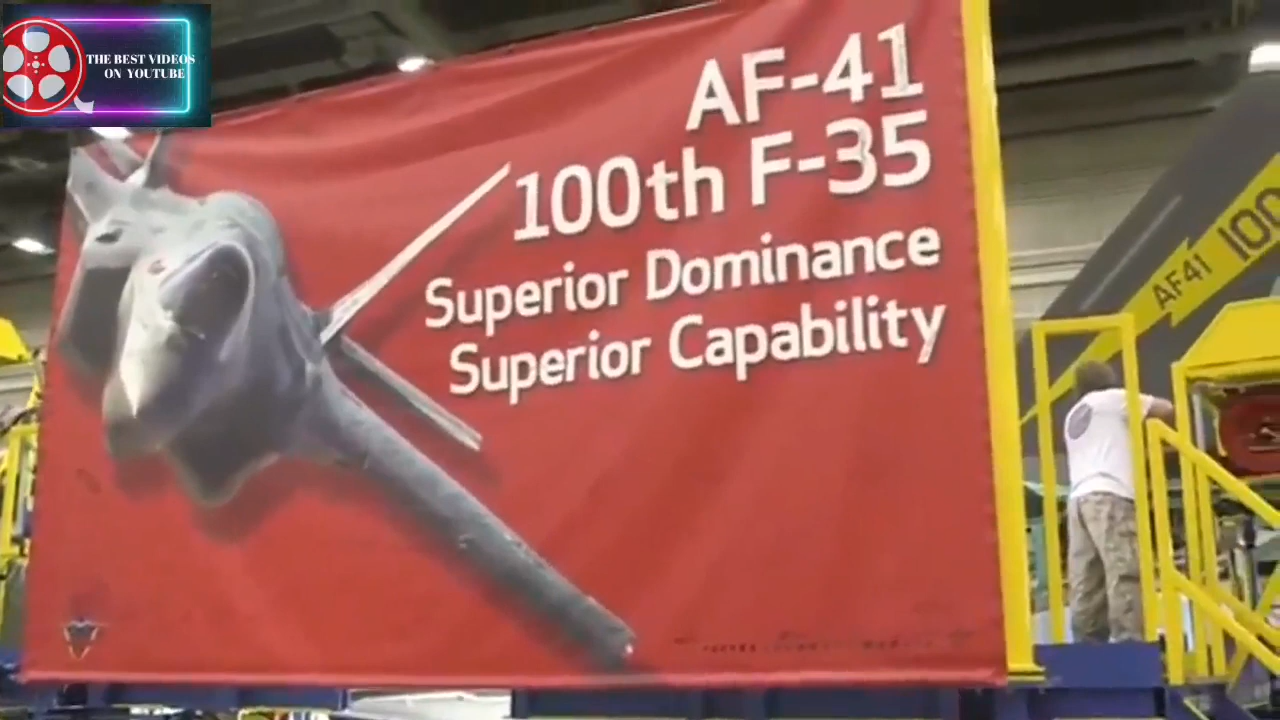 THE BEST VIDEOS
ON YOUTUBE
AF-41
100th F-35
Superior Dominance
Superior Capability
AF41 100